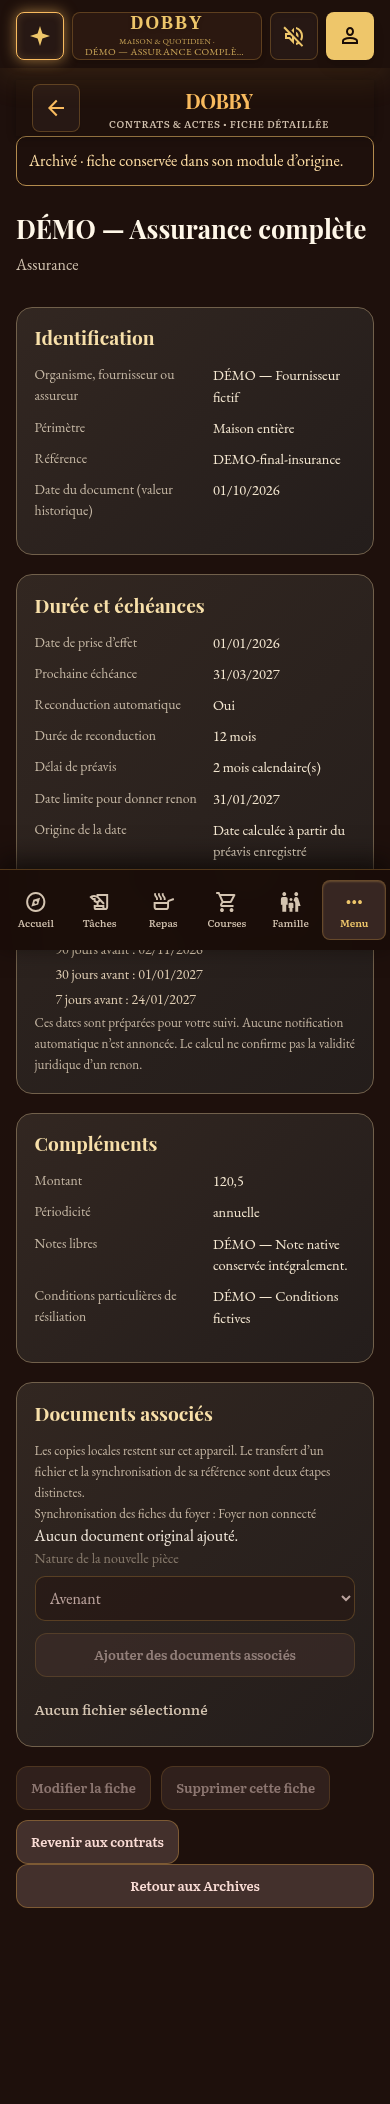 DOBBY
MAISON & QUOTIDIEN ·
DÉMO — ASSURANCE COMPLÈ...
DOBBY
CONTRATS & ACTES • FICHE DÉTAILLÉE
Archivé · fiche conservée dans son module d’origine.
DÉMO — Assurance complète
Assurance
Identification
Organisme, fournisseur ou
assureur
DÉMO — Fournisseur
fictif
Périmètre
Maison entière
Référence
DEMO-final-insurance
Date du document (valeur
historique)
01/10/2026
Durée et échéances
Date de prise d’effet
01/01/2026
Prochaine échéance
31/03/2027
Reconduction automatique
Oui
Durée de reconduction
12 mois
Délai de préavis
2 mois calendaire(s)
Date limite pour donner renon
31/01/2027
Origine de la date
Date calculée à partir du
préavis enregistré
Accueil
Tâches
Repas
Courses
Famille
Menu
90 jours avant : 02/11/2026
30 jours avant : 01/01/2027
7 jours avant : 24/01/2027
Ces dates sont préparées pour votre suivi. Aucune notification
automatique n’est annoncée. Le calcul ne confirme pas la validité
juridique d’un renon.
Compléments
Montant
120,5
Périodicité
annuelle
Notes libres
DÉMO — Note native
conservée intégralement.
Conditions particulières de
résiliation
DÉMO — Conditions
fictives
Documents associés
Les copies locales restent sur cet appareil. Le transfert d’un
fichier et la synchronisation de sa référence sont deux étapes
distinctes.
Synchronisation des fiches du foyer : Foyer non connecté
Aucun document original ajouté.
Nature de la nouvelle pièce
Avenant
Ajouter des documents associés
Aucun fichier sélectionné
Modifier la fiche
Supprimer cette fiche
Revenir aux contrats
Retour aux Archives